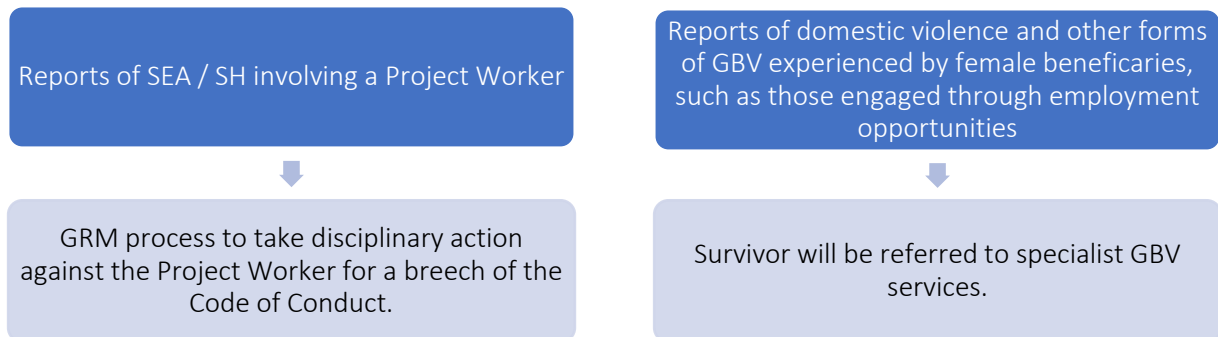 Reports of SEA / SH involving a Project Worker
GRM process to take disciplinary action
against the Project Worker for a breech of the
Code of Conduct.
Reports of domestic violence and other forms
of GBV experienced by female beneficaries,
such as those engaged through employment
opportunities
Survivor will be referred to specialist GBV
services.